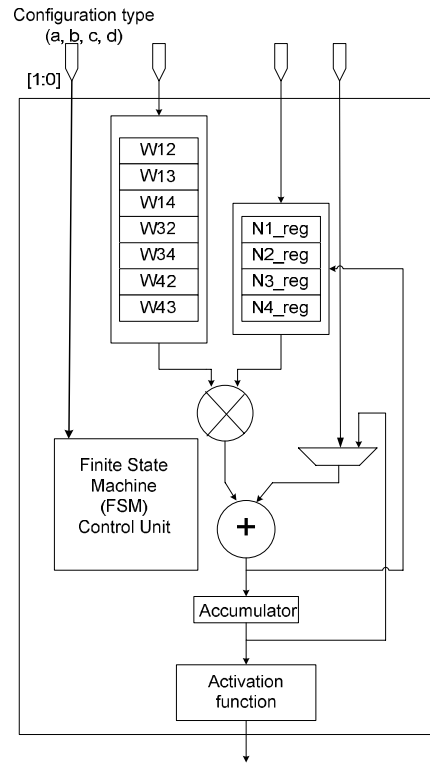 Configuration type
(a, b, c, d)
[1:0]
W12
W13
W14
W32
W34
W42
W43
N1_reg
N2_reg
N3_reg
N4_reg
Finite State
Machine
(FSM)
Control Unit
+
Accumulator
Activation
function